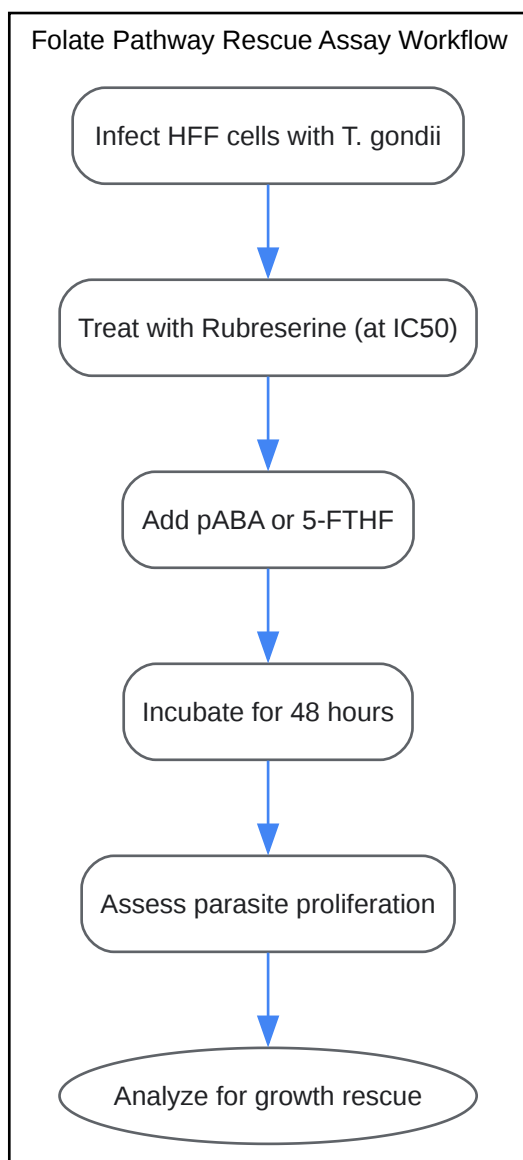 Folate Pathway Rescue Assay Workflow
Infect HFF cells with T. gondii
Treat with Rubreserine (at IC50)
Add pABA or 5-FTHF
Incubate for 48 hours
Assess parasite proliferation
Analyze for growth rescue